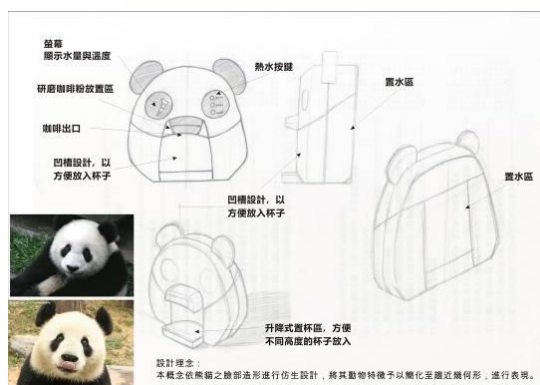 螢幕
顯示水量與溫度
熱水按鍵
置水區
研磨咖啡粉放置區
咖啡出口
凹槽設計，以
方便放入杯子
凹槽設計，以
方便放入杯子
置水區
升降式置杯區，方便
不同高度的杯子放入
設計理念：
本概念依熊貓之臉部造形進行仿生設計，將其動物特徵予以簡化至趨近幾何形，進行表現。